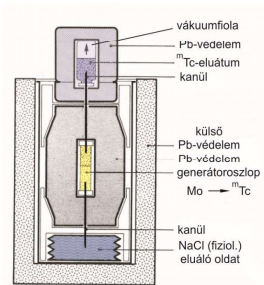 vákuumfiola
Pb-védelem
mTc-eluátum
kanül
külső
Pb-védelem
Pb-védelem
generátoroszlop
Mo → mTc
kanül
NaCl (fiziol.)
eluáló oldat